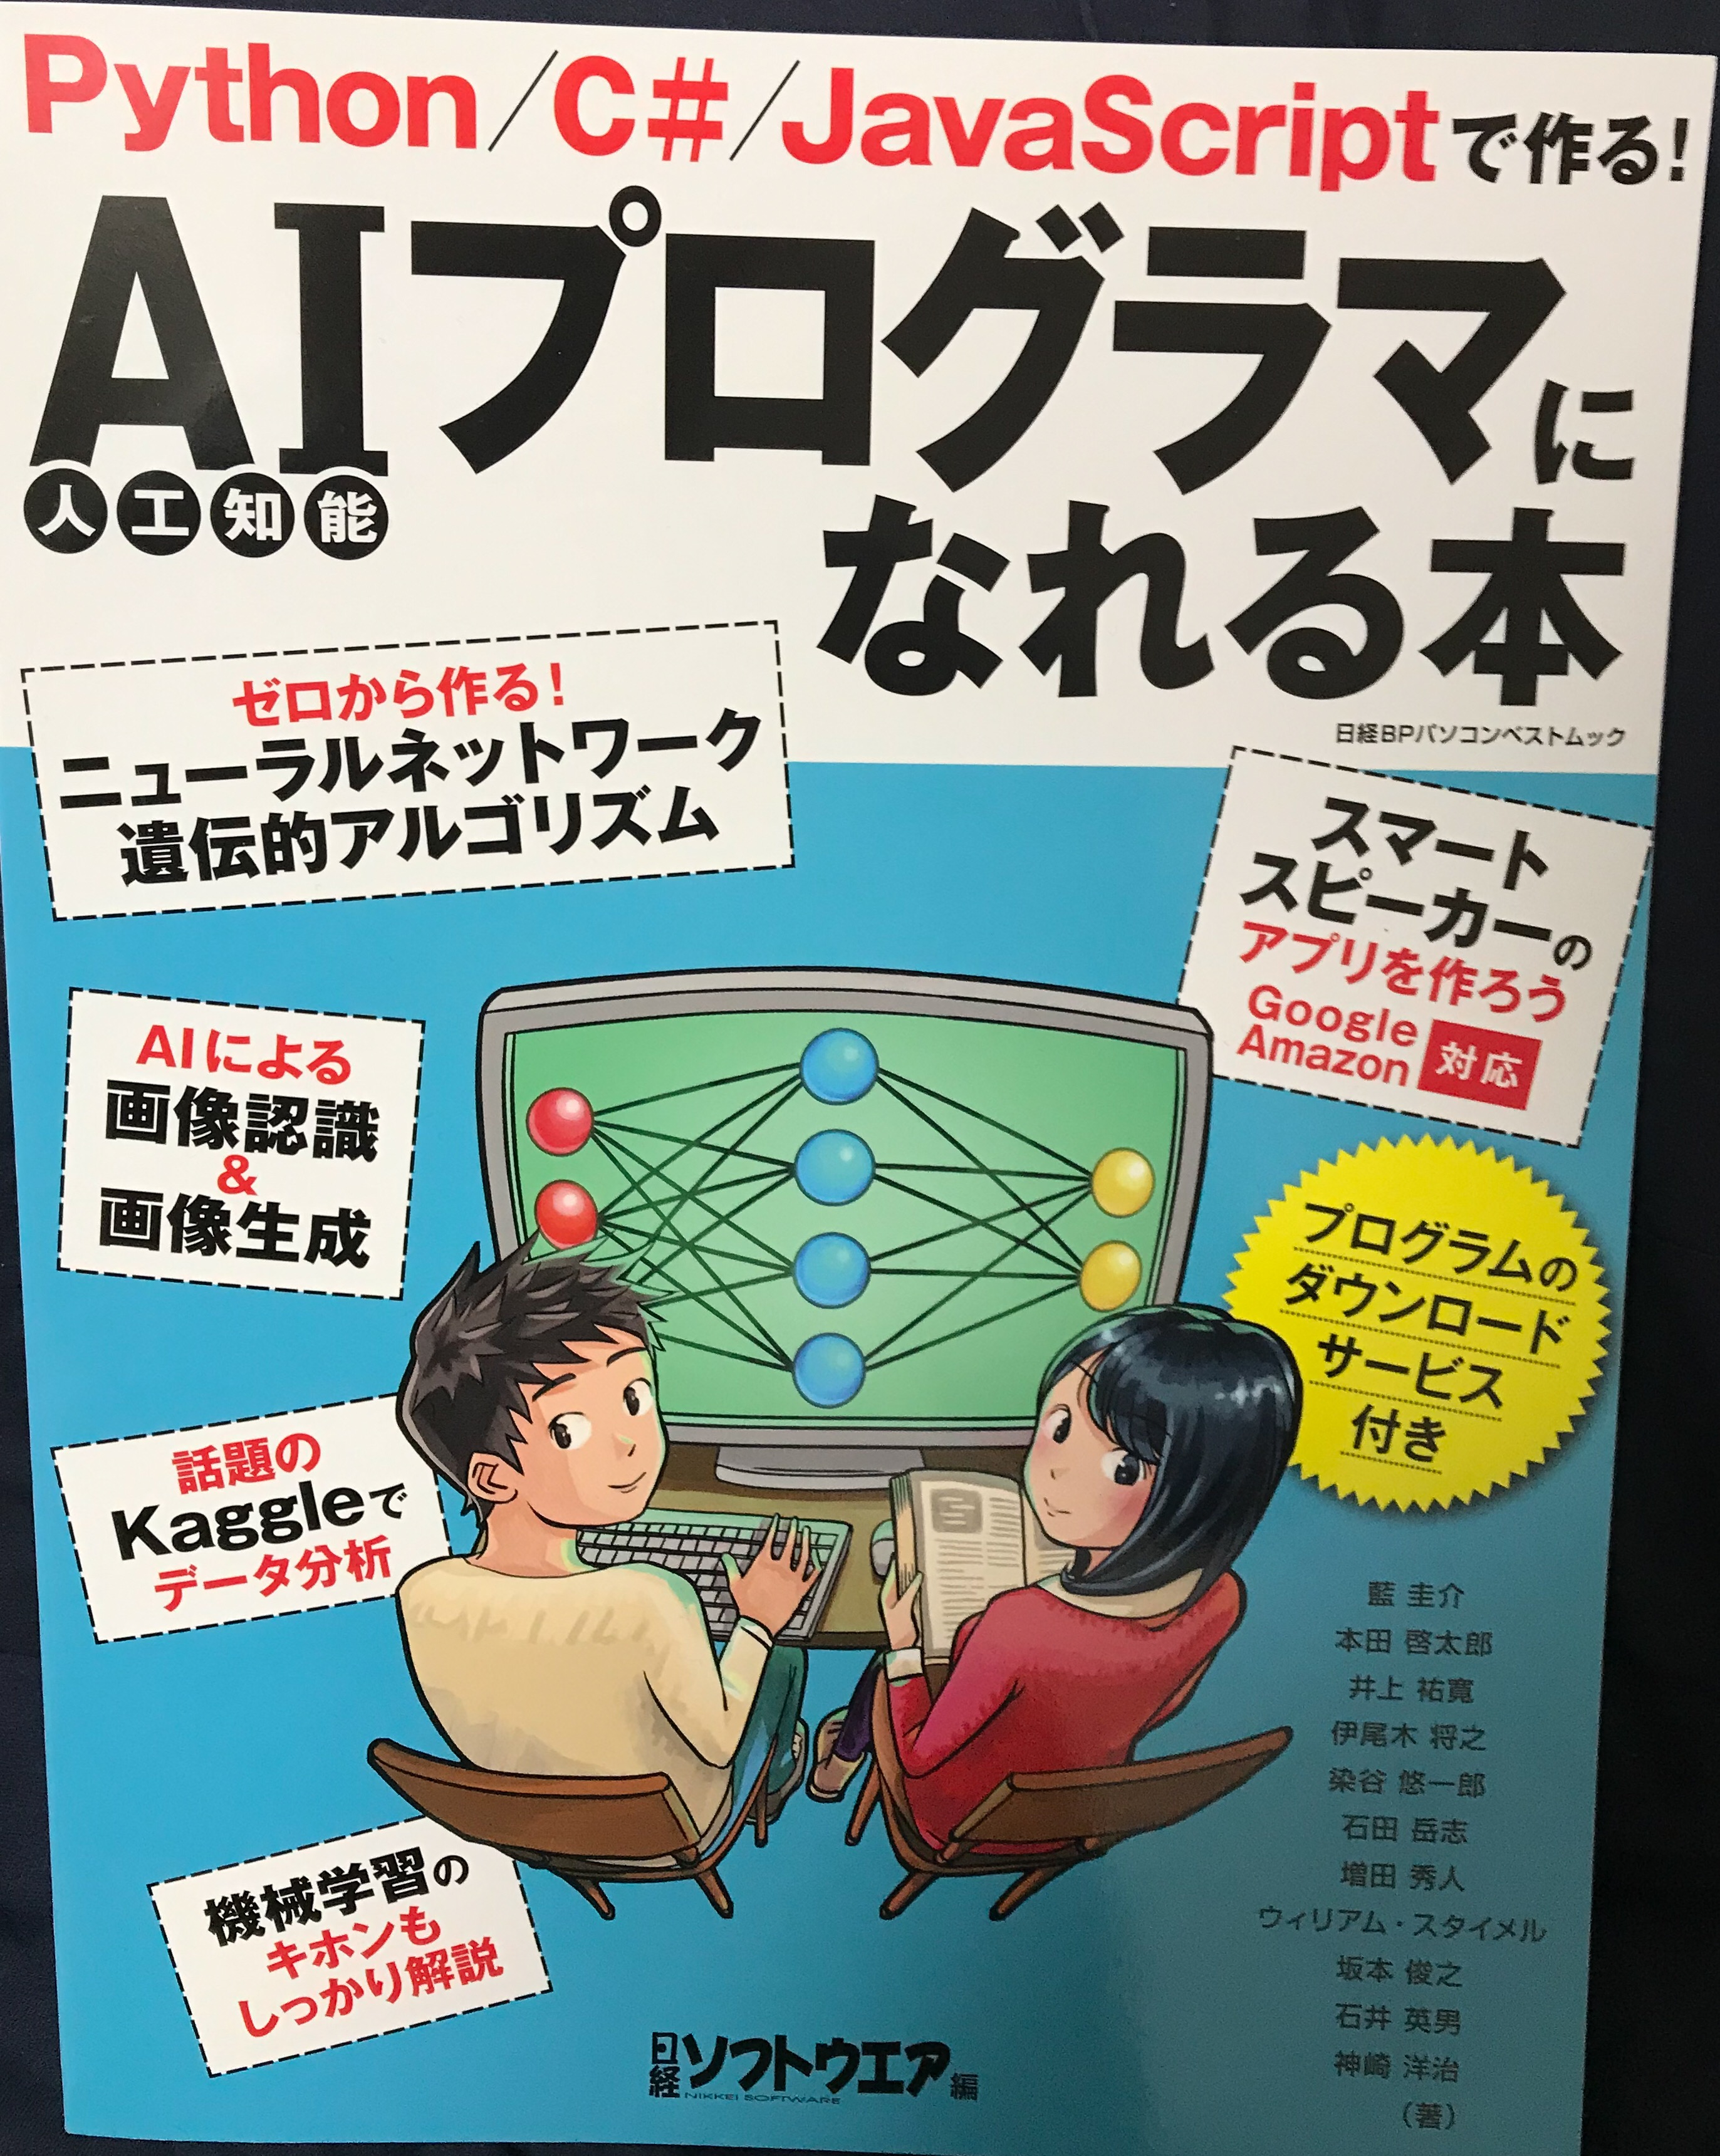 Python/C#/JavaScriptで作る!
AIプログラマに
人工知能
なれる本
日経BPパソコンベストムック
ゼロから作る!
ニューラルネットワーク
遺伝的アルゴリズム
スマート
スピーカーの
アプリを作ろう
Google
Amazon
対応
AIによる
画像認識
&
画像生成
プログラムの
ダウンロード
サービス
付き
話題の
Kaggleで
データ分析
機械学習の
キホンも
しっかり解説
藍 圭介
本田 啓太郎
井上 祐寛
伊尾木 将之
染谷 悠一郎
石田 岳志
増田 秀人
ウィリアム・スタイメル
坂本 俊之
石井 英男
神崎 洋治
(著)
日経ソフトウエア編
NIKKEI SOFTWARE